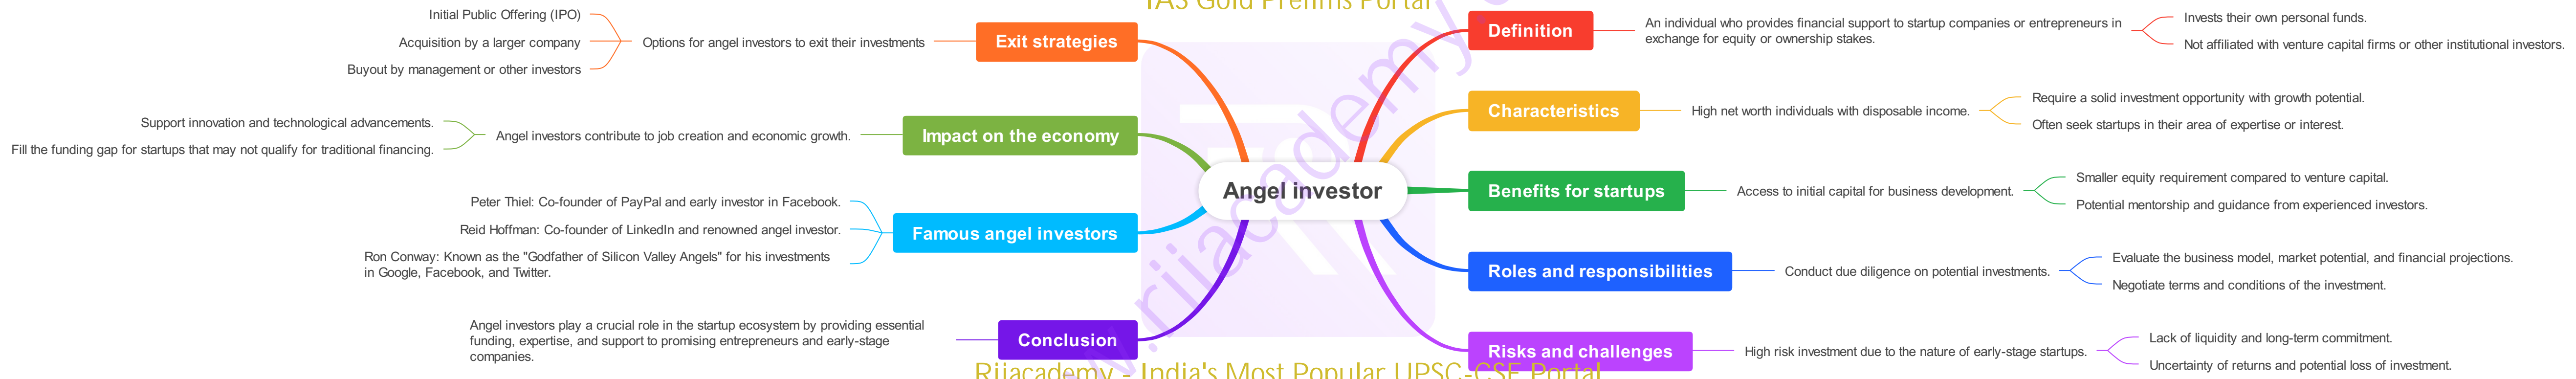 IAS Gold Prelims Portal
Angel investor
Definition
An individual who provides financial support to startup companies or entrepreneurs in
exchange for equity or ownership stakes.
Invests their own personal funds.
Not affiliated with venture capital firms or other institutional investors.
Characteristics
High net worth individuals with disposable income.
Require a solid investment opportunity with growth potential.
Often seek startups in their area of expertise or interest.
Benefits for startups
Access to initial capital for business development.
Smaller equity requirement compared to venture capital.
Potential mentorship and guidance from experienced investors.
Roles and responsibilities
Conduct due diligence on potential investments.
Evaluate the business model, market potential, and financial projections.
Negotiate terms and conditions of the investment.
Risks and challenges
High risk investment due to the nature of early-stage startups.
Lack of liquidity and long-term commitment.
Uncertainty of returns and potential loss of investment.
Exit strategies
Options for angel investors to exit their investments
Initial Public Offering (IPO)
Acquisition by a larger company
Buyout by management or other investors
Impact on the economy
Angel investors contribute to job creation and economic growth.
Support innovation and technological advancements.
Fill the funding gap for startups that may not qualify for traditional financing.
Famous angel investors
Peter Thiel: Co-founder of PayPal and early investor in Facebook.
Reid Hoffman: Co-founder of LinkedIn and renowned angel investor.
Ron Conway: Known as the "Godfather of Silicon Valley Angels" for his investments
in Google, Facebook, and Twitter.
Conclusion
Angel investors play a crucial role in the startup ecosystem by providing essential
funding, expertise, and support to promising entrepreneurs and early-stage
companies.
w.rijiacademy.
Rijiacademy - India's Most Popular UPSC-CSE Portal